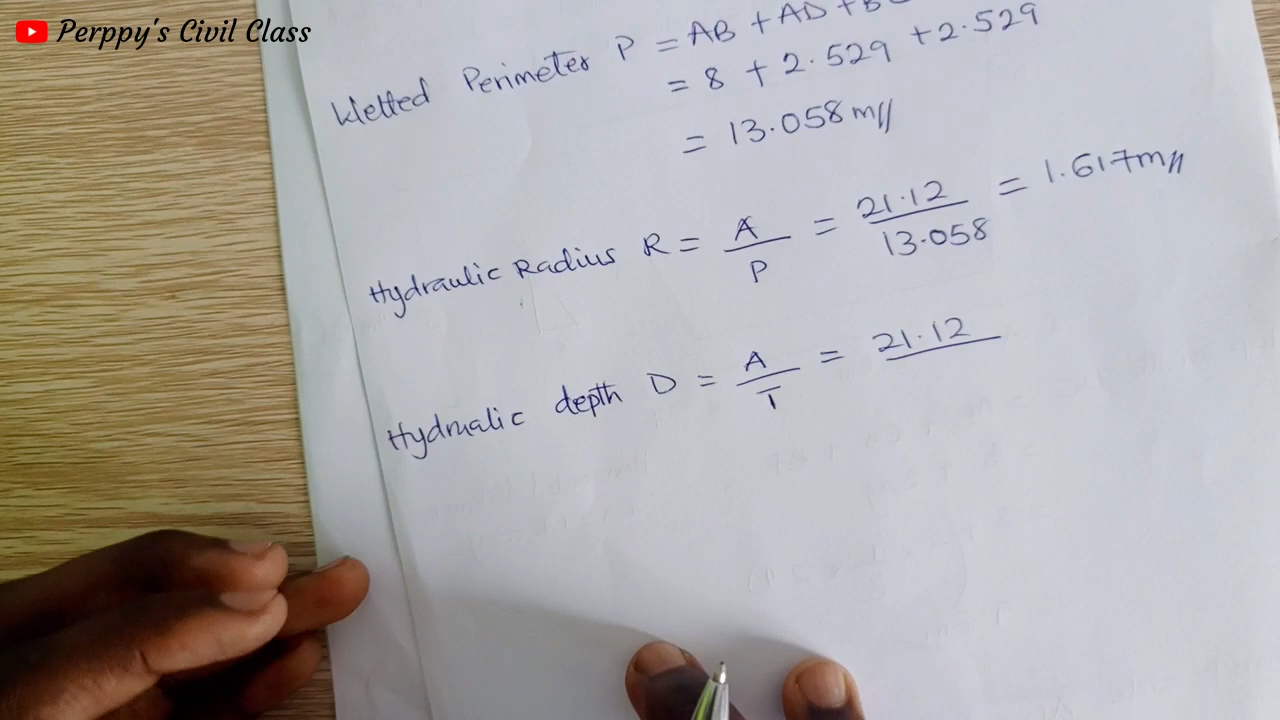 Perppy's Civil Class
Wetted Perimeter P = AB + AD + B
= 8 + 2.529 + 2.529
= 13.058m//
Hydraulic Radius R = A/P = 21.12/13.058 = 1.617m//
Hydraulic depth D = A/T = 21.12